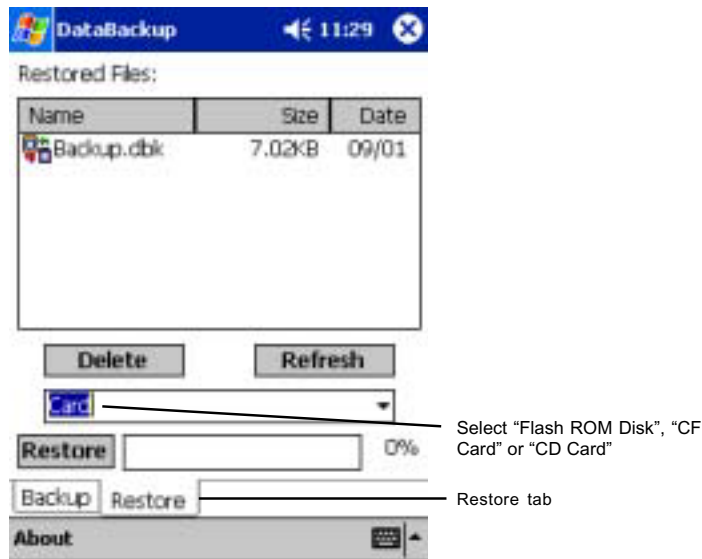 DataBackup 11:29
Restored Files:
Name Size Date
Backup.dbk 7.02KB 09/01
Delete Refresh
Card
Select “Flash ROM Disk”, “CF
Card” or “CD Card”
Restore 0%
Backup Restore
Restore tab
About